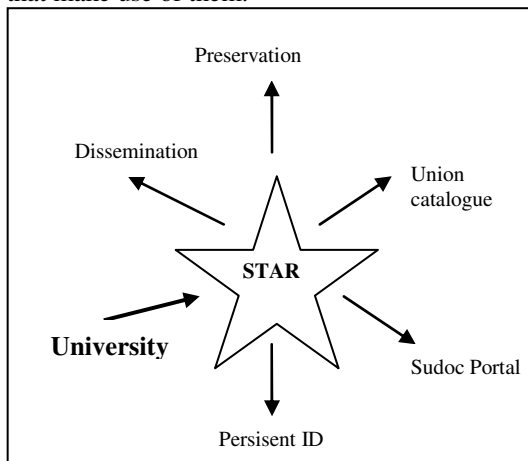 that make use of them.
Preservation
Dissemination
Union
catalogue
STAR
University
Sudoc Portal
Persisent ID